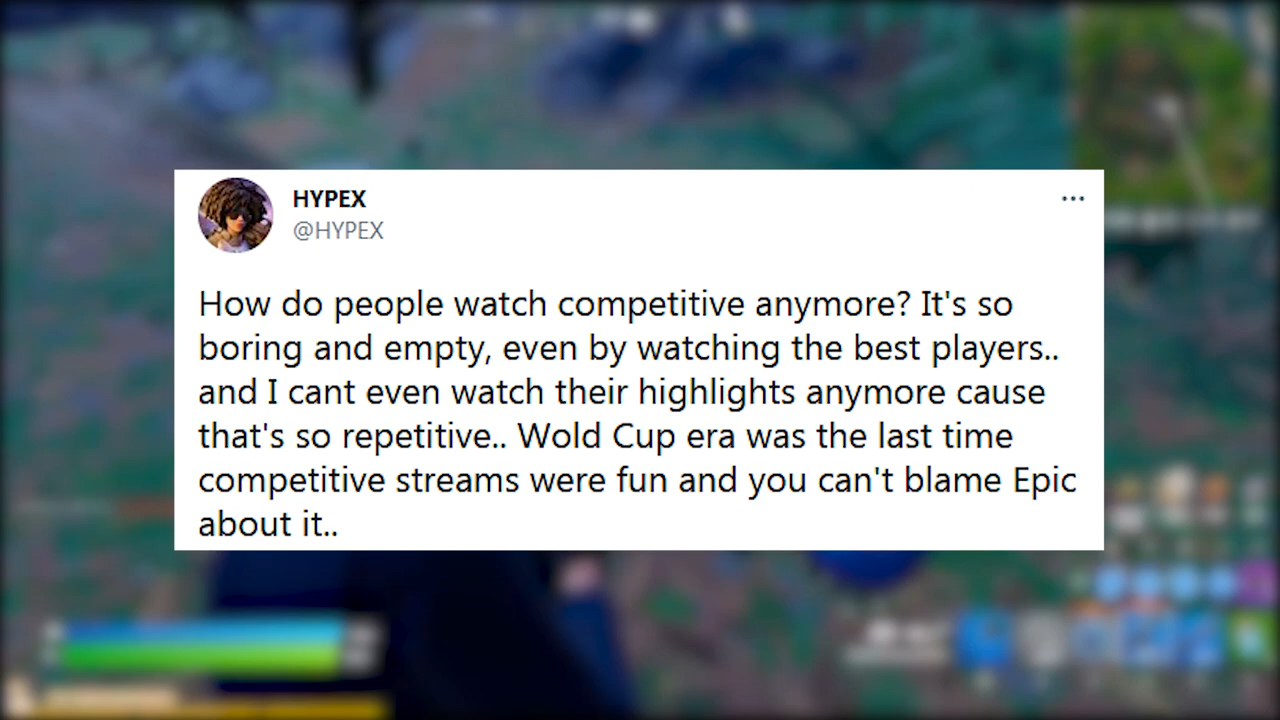 HYPEX
@HYPEX
How do people watch competitive anymore? It's so
boring and empty, even by watching the best players..
and I cant even watch their highlights anymore cause
that's so repetitive.. Wold Cup era was the last time
competitive streams were fun and you can't blame Epic
about it..